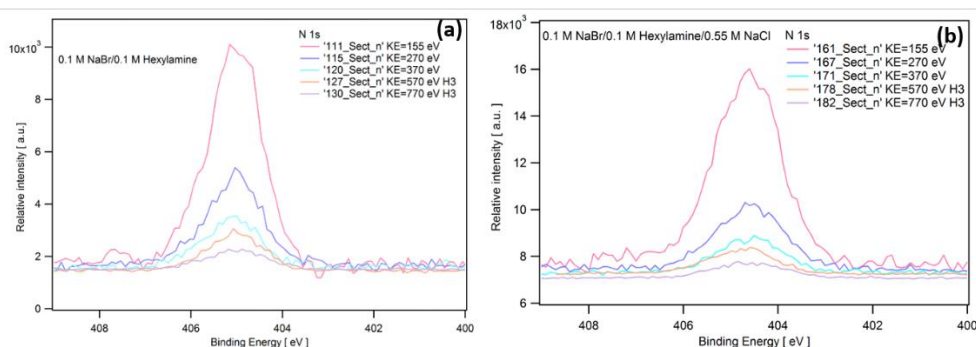 (a)
N 1s
0.1 M NaBr/0.1 Hexylamine
'111_Sect_n' KE=155 eV
'115_Sect_n' KE=270 eV
'120_Sect_n' KE=370 eV
'127_Sect_n' KE=570 eV H3
'130_Sect_n' KE=770 eV H3
Relative intensity [ a.u. ]
10x10³
8
6
4
2
0
408
406
404
402
400
Binding Energy [ eV ]
(b)
N 1s
0.1 M NaBr/0.1 M Hexylamine/0.55 M NaCl
'161_Sect_n' KE=155 eV
'167_Sect_n' KE=270 eV
'171_Sect_n' KE=370 eV
'178_Sect_n' KE=570 eV H3
'182_Sect_n' KE=770 eV H3
Relative intensity [ a.u. ]
18x10³
16
14
12
10
8
6
408
406
404
402
400
Binding Energy [ eV ]